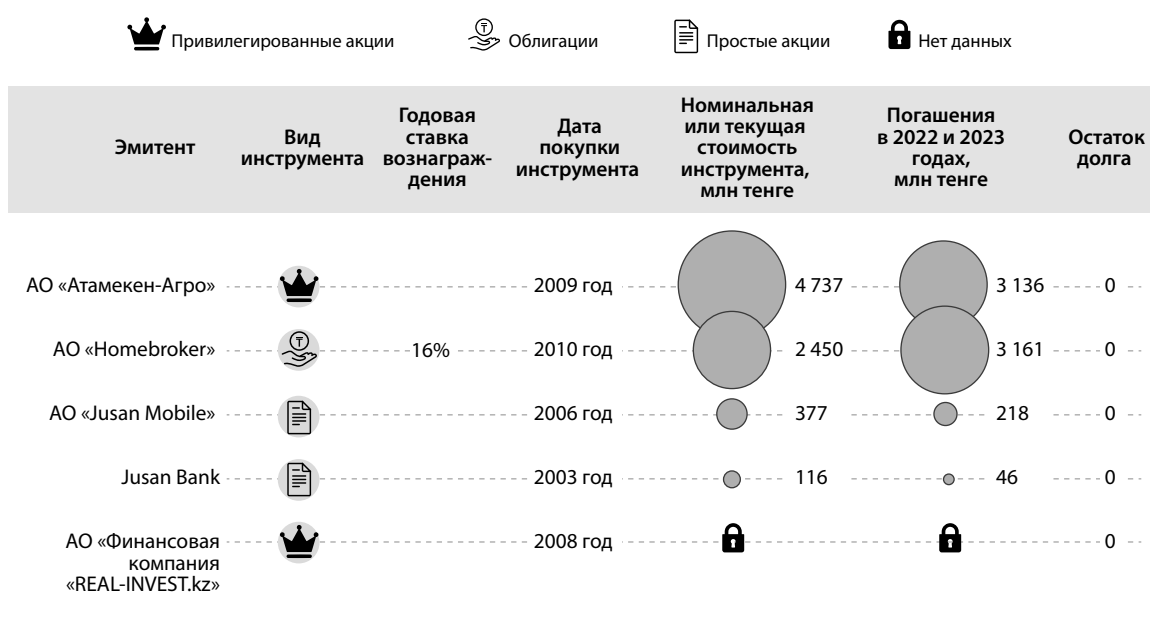 Привилегированные акции
Облигации
Простые акции
Нет данных
Эмитент
Вид
инструмента
Годовая
ставка
вознаграж-
дения
Дата
покупки
инструмента
Номинальная
или текущая
стоимость
инструмента,
млн тенге
Погашения
в 2022 и 2023
годах,
млн тенге
Остаток
долга
АО «Атамекен-Агро» 2009 год 4 737 3 136 0
АО «Homebroker» 16% 2010 год 2 450 3 161 0
АО «Jusan Mobile» 2006 год 377 218 0
Jusan Bank 2003 год 116 46 0
АО «Финансовая 2008 год 0
компания
«REAL-INVEST.kz»